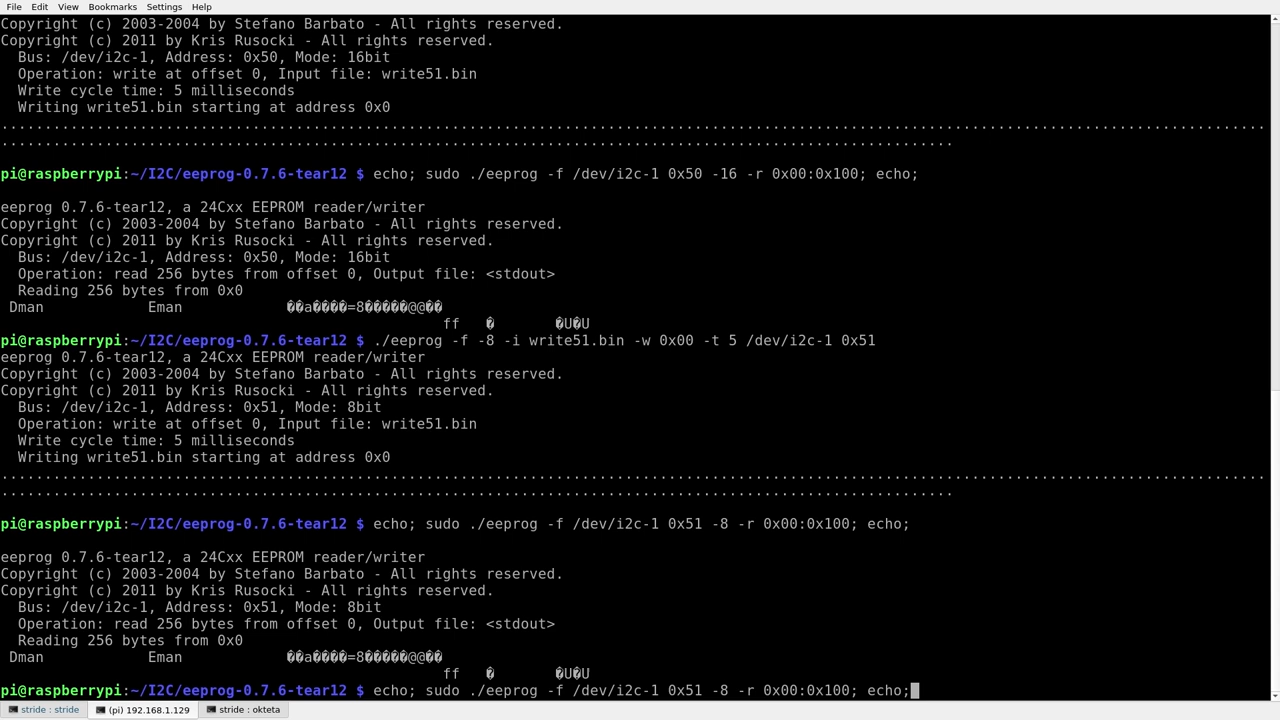 File Edit View Bookmarks Settings Help
Copyright (c) 2003-2004 by Stefano Barbato - All rights reserved.
Copyright (c) 2011 by Kris Rusocki - All rights reserved.
Bus: /dev/i2c-1, Address: 0x50, Mode: 16bit
Operation: write at offset 0, Input file: write51.bin
Write cycle time: 5 milliseconds
Writing write51.bin starting at address 0x0
..................................................................................................................................................
..............................................................................................................
pi@raspberrypi:~/I2C/eeprog-0.7.6-tear12 $ echo; sudo ./eeprog -f /dev/i2c-1 0x50 -16 -r 0x00:0x100; echo;
eeprog 0.7.6-tear12, a 24Cxx EEPROM reader/writer
Copyright (c) 2003-2004 by Stefano Barbato - All rights reserved.
Copyright (c) 2011 by Kris Rusocki - All rights reserved.
Bus: /dev/i2c-1, Address: 0x50, Mode: 16bit
Operation: read 256 bytes from offset 0, Output file: <stdout>
Reading 256 bytes from 0x0
Dman Eman ��a����=8�����@@��
ff � �U�U
pi@raspberrypi:~/I2C/eeprog-0.7.6-tear12 $ ./eeprog -f -8 -i write51.bin -w 0x00 -t 5 /dev/i2c-1 0x51
eeprog 0.7.6-tear12, a 24Cxx EEPROM reader/writer
Copyright (c) 2003-2004 by Stefano Barbato - All rights reserved.
Copyright (c) 2011 by Kris Rusocki - All rights reserved.
Bus: /dev/i2c-1, Address: 0x51, Mode: 8bit
Operation: write at offset 0, Input file: write51.bin
Write cycle time: 5 milliseconds
Writing write51.bin starting at address 0x0
..................................................................................................................................................
..............................................................................................................
pi@raspberrypi:~/I2C/eeprog-0.7.6-tear12 $ echo; sudo ./eeprog -f /dev/i2c-1 0x51 -8 -r 0x00:0x100; echo;
eeprog 0.7.6-tear12, a 24Cxx EEPROM reader/writer
Copyright (c) 2003-2004 by Stefano Barbato - All rights reserved.
Copyright (c) 2011 by Kris Rusocki - All rights reserved.
Bus: /dev/i2c-1, Address: 0x51, Mode: 8bit
Operation: read 256 bytes from offset 0, Output file: <stdout>
Reading 256 bytes from 0x0
Dman Eman ��a����=8�����@@��
ff � �U�U
pi@raspberrypi:~/I2C/eeprog-0.7.6-tear12 $ echo; sudo ./eeprog -f /dev/i2c-1 0x51 -8 -r 0x00:0x100; echo;
stride : stride (pi) 192.168.1.129 stride : okteta